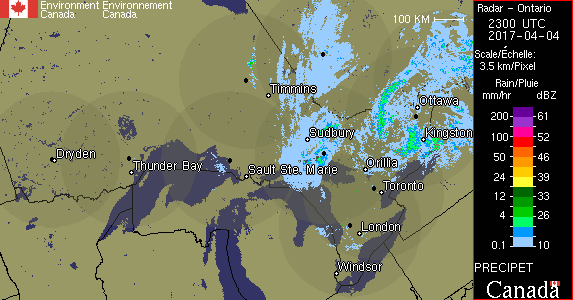 Environment Environnement
Canada Canada
100 KM
Timmins
Ottawa
Sudbury
Kingston
Dryden
Thunder Bay
Sault Ste. Marie
Orillia
Toronto
London
Windsor
Radar - Ontario
2300 UTC
2017-04-04
Scale/Échelle:
3.5 km/Pixel
Rain/Pluie
mm/hr dBZ
200 61
100 52
50 46
24 39
12 33
4 26
0.1 10
PRECIPET
Canada